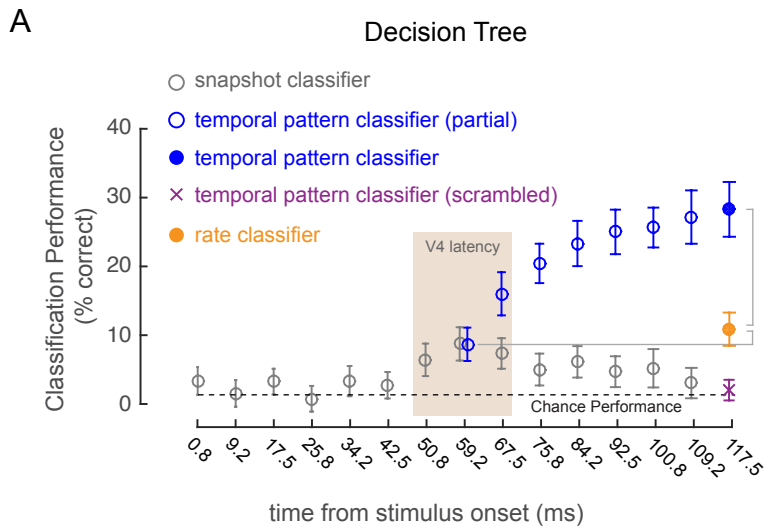 A
Decision Tree
snapshot classifier
temporal pattern classifier (partial)
temporal pattern classifier
temporal pattern classifier (scrambled)
rate classifier
Classification Performance
(% correct)
40
30
20
10
0
V4 latency
Chance Performance
0.8
9.2
17.5
25.8
34.2
42.5
50.8
59.2
67.5
75.8
84.2
92.5
100.8
109.2
117.5
time from stimulus onset (ms)